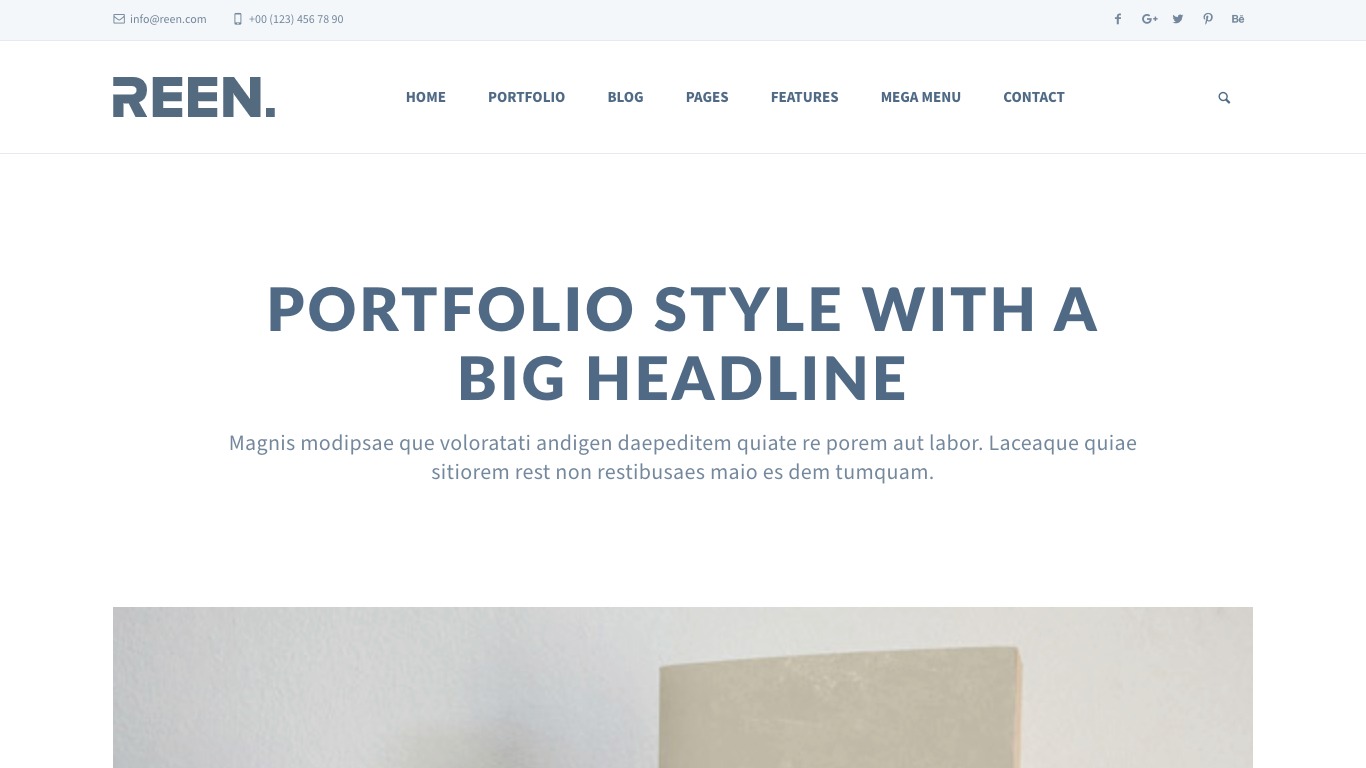 info@reen.com
+00 (123) 456 78 90
Bē
REEN.
HOME
PORTFOLIO
BLOG
PAGES
FEATURES
MEGA MENU
CONTACT
PORTFOLIO STYLE WITH A
BIG HEADLINE
Magnis modipsae que voloratati andigen daepeditem quiate re porem aut labor. Laceaque quiae
sitiorem rest non restibusaes maio es dem tumquam.